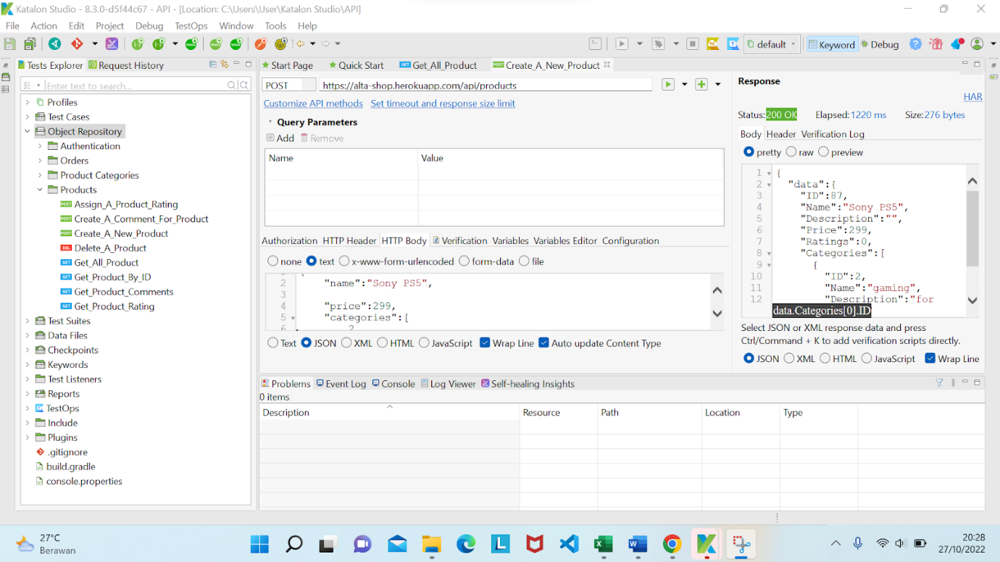 Katalon Studio - 8.3.0-d5f44c67 - API - [Location: C:\Users\User\Katalon Studio\API]
File Action Edit Project Debug TestOps Window Tools Help
default Keyword Debug
Tests Explorer Request History
Enter text to search...
Profiles
Test Cases
Object Repository
Authentication
Orders
Product Categories
Products
POST Assign_A_Product_Rating
POST Create_A_Comment_For_Product
POST Create_A_New_Product
DEL Delete_A_Product
GET Get_All_Product
GET Get_Product_By_ID
GET Get_Product_Comments
GET Get_Product_Rating
Test Suites
Data Files
Checkpoints
Keywords
Test Listeners
Reports
TestOps
Include
Plugins
.gitignore
build.gradle
console.properties
Start Page Quick Start GET Get_All_Product POST Create_A_New_Product
POST https://alta-shop.herokuapp.com/api/products
Customize API methods Set timeout and response size limit
Query Parameters
Add Remove
Name Value
Authorization HTTP Header HTTP Body Verification Variables Variables Editor Configuration
none text x-www-form-urlencoded form-data file
2 "name":"Sony PS5",
3
4 "price":299,
5 "categories":[
6 2
Text JSON XML HTML JavaScript Wrap Line Auto update Content Type
Response
HAR
Status: 200 OK Elapsed: 1220 ms Size: 276 bytes
Body Header Verification Log
pretty raw preview
1 {
2 "data":{
3 "ID":87,
4 "Name":"Sony PS5",
5 "Description":"",
6 "Price":299,
7 "Ratings":0,
8 "Categories":[
9 {
10 "ID":2,
11 "Name":"gaming",
12 "Description":"for
data.Categories[0].ID
Select JSON or XML response data and press
Ctrl/Command + K to add verification scripts directly.
JSON XML HTML JavaScript Wrap Line
Problems Event Log Console Log Viewer Self-healing Insights
0 items
Description Resource Path Location Type
27°C
Berawan
20:28
27/10/2022